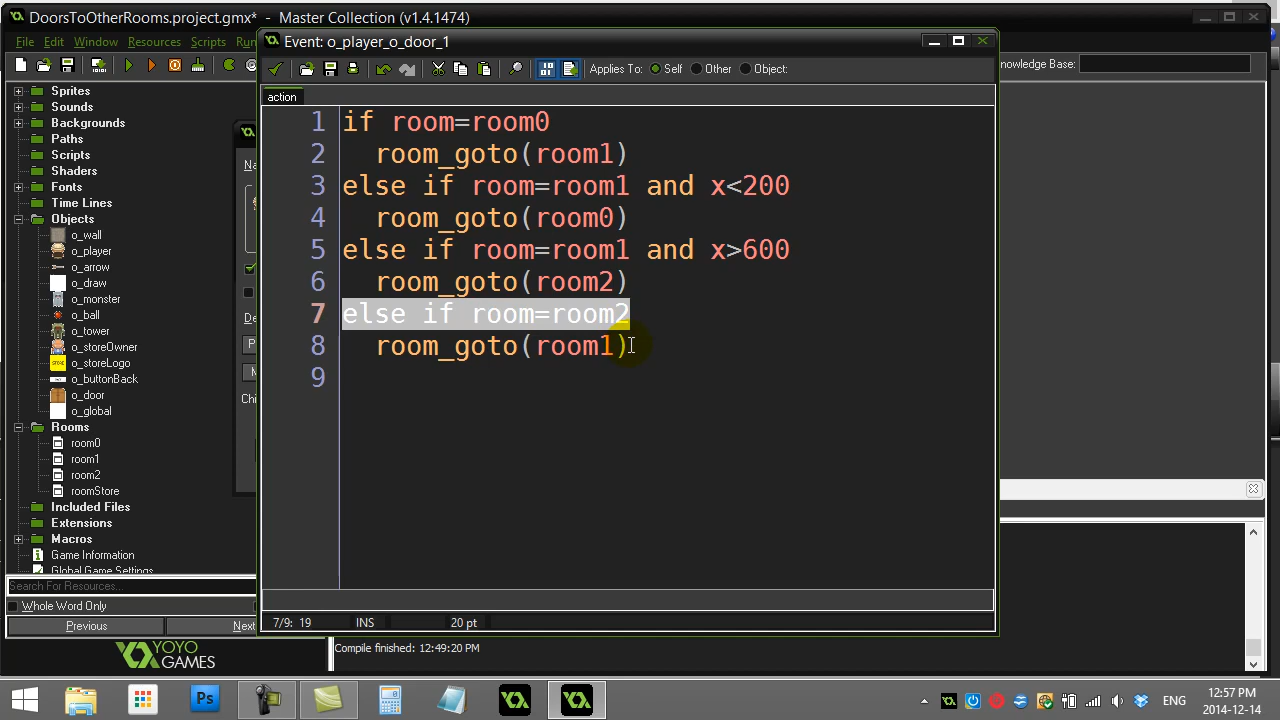 DoorsToOtherRooms.project.gmx* - Master Collection (v1.4.1474)
File Edit Window Resources Scripts Run
Event: o_player_o_door_1
Applies To: Self Other Object:
nowledge Base:
action
Sprites
Sounds
Backgrounds
Paths
Scripts
Shaders
Fonts
Time Lines
Objects
o_wall
o_player
o_arrow
o_draw
o_monster
o_ball
o_tower
o_storeOwner
o_storeLogo
o_buttonBack
o_door
o_global
Rooms
room0
room1
room2
roomStore
Included Files
Extensions
Macros
Game Information
Global Game Settings
Search For Resources...
Whole Word Only
Previous
Next
YOYO
GAMES
1 if room=room0
2 room_goto(room1)
3 else if room=room1 and x<200
4 room_goto(room0)
5 else if room=room1 and x>600
6 room_goto(room2)
7 else if room=room2
8 room_goto(room1)
9
7/9: 19 INS 20 pt
Compile finished: 12:49:20 PM
ENG
12:57 PM
2014-12-14